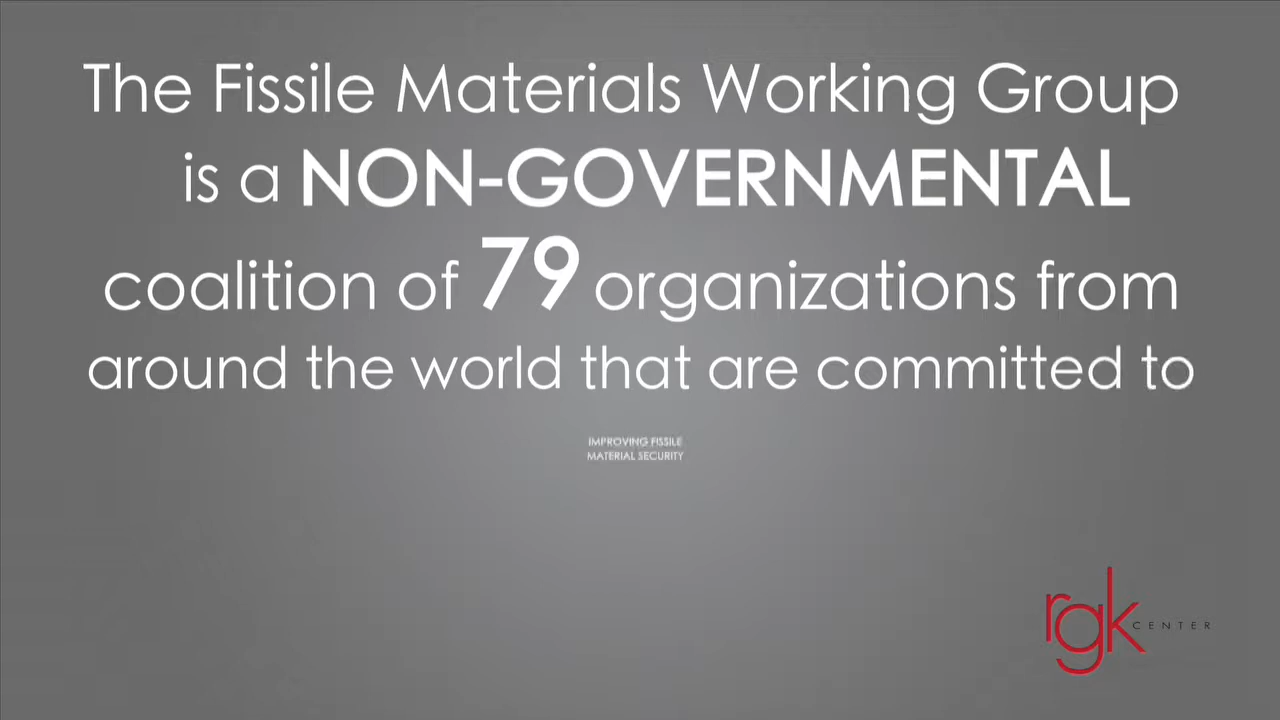 The Fissile Materials Working Group
is a NON-GOVERNMENTAL
coalition of 79 organizations from
around the world that are committed to
IMPROVING FISSILE
MATERIAL SECURITY
rgk CENTER